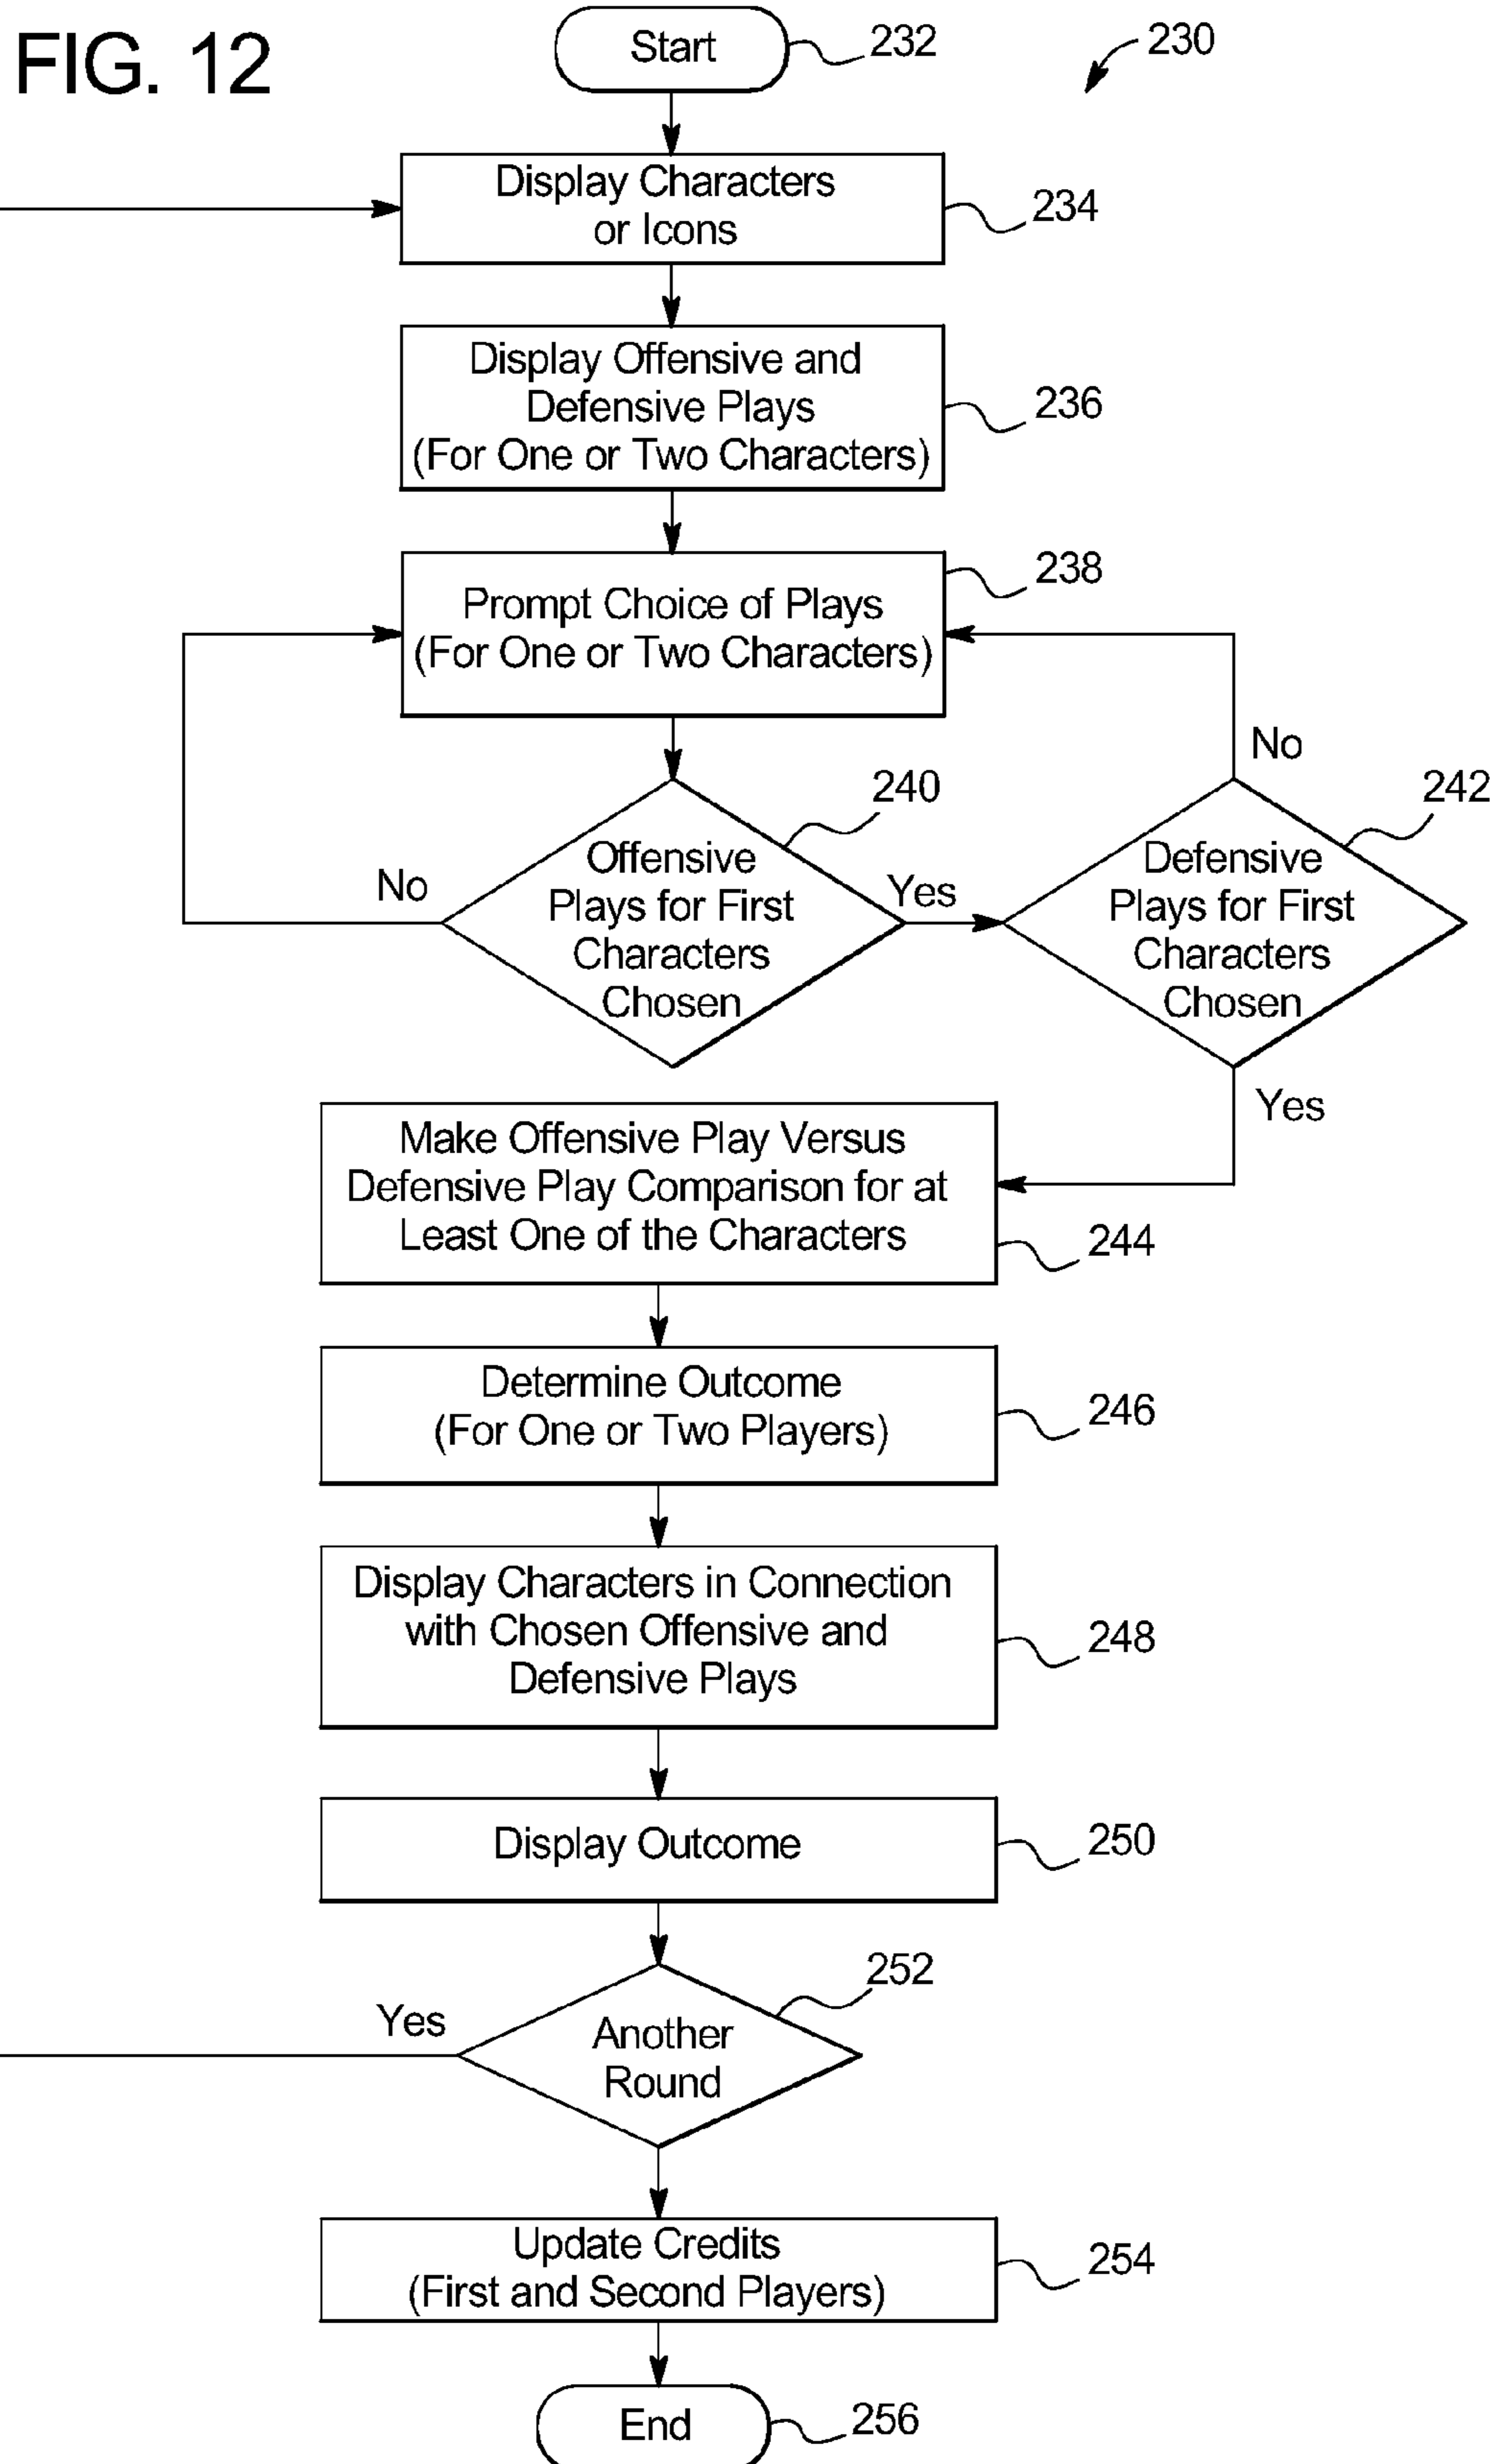 FIG. 12
Start
232
230
Display Characters
or Icons
234
Display Offensive and
Defensive Plays
(For One or Two Characters)
236
Prompt Choice of Plays
(For One or Two Characters)
238
No
240
242
Offensive
Plays for First
Characters
Chosen
No
Yes
Defensive
Plays for First
Characters
Chosen
Yes
Make Offensive Play Versus
Defensive Play Comparison for at
Least One of the Characters
244
Determine Outcome
(For One or Two Players)
246
Display Characters in Connection
with Chosen Offensive and
Defensive Plays
248
Display Outcome
250
252
Yes
Another
Round
Update Credits
(First and Second Players)
254
End
256